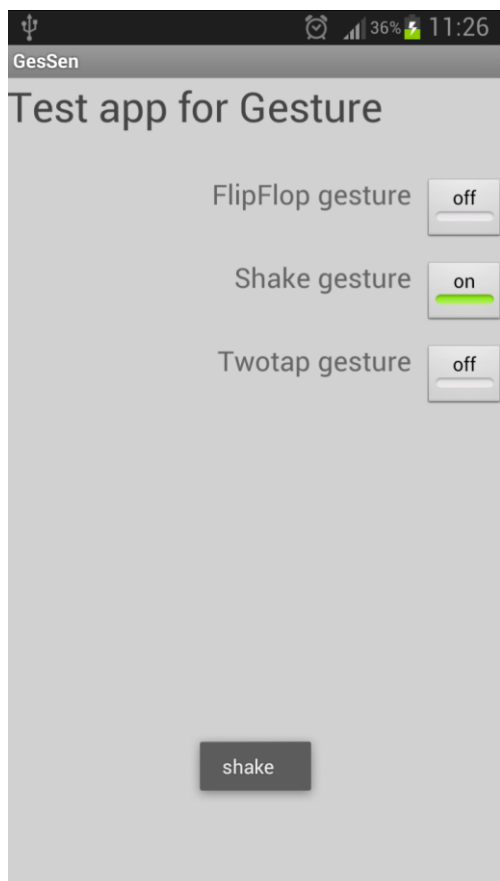 36% 11:26
GesSen
Test app for Gesture
FlipFlop gesture off
Shake gesture on
Twotap gesture off
shake